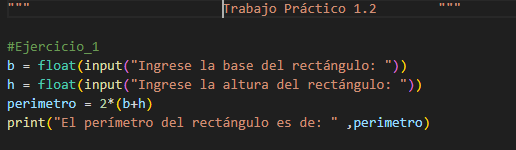 """                        Trabajo Práctico 1.2        """
#Ejercicio_1
b = float(input("Ingrese la base del rectángulo: "))
h = float(input("Ingrese la altura del rectángulo: "))
perimetro = 2*(b+h)
print("El perímetro del rectángulo es de: " ,perimetro)